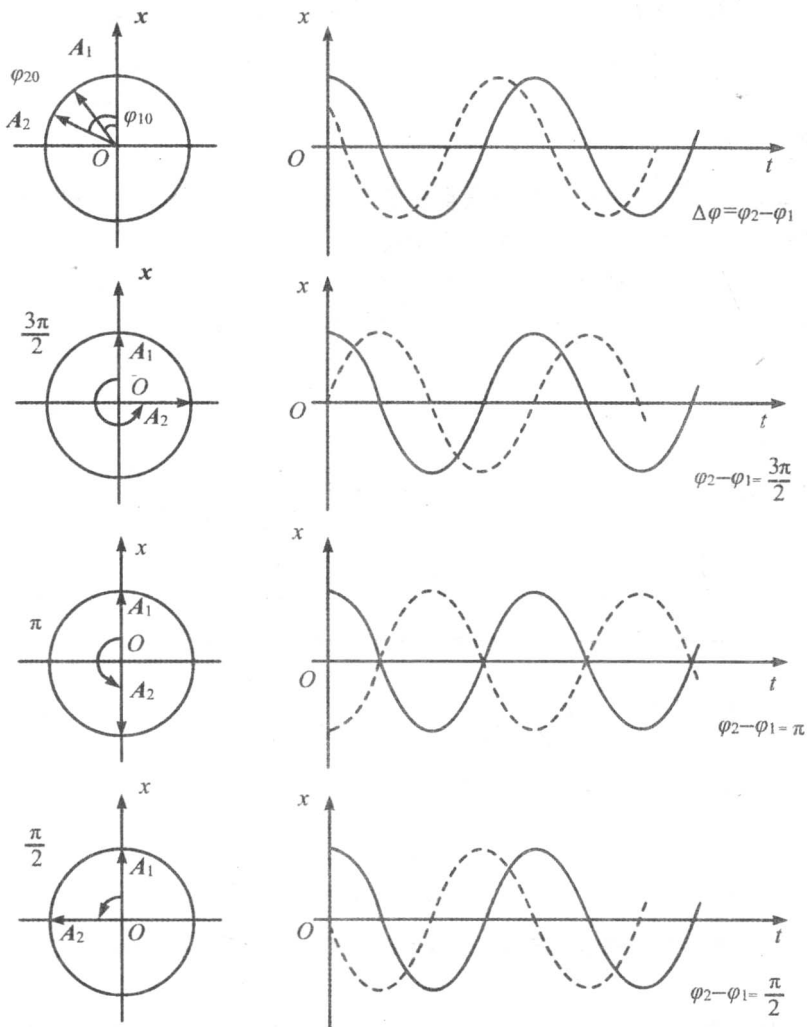 x
A₁
φ₂₀
A₂
φ₁₀
O
x
O
t
Δφ=φ₂−φ₁
x
3π/2
A₁
O
A₂
x
O
t
φ₂−φ₁=3π/2
x
π
A₁
O
A₂
x
O
t
φ₂−φ₁=π
x
π/2
A₁
A₂
O
x
O
t
φ₂−φ₁=π/2